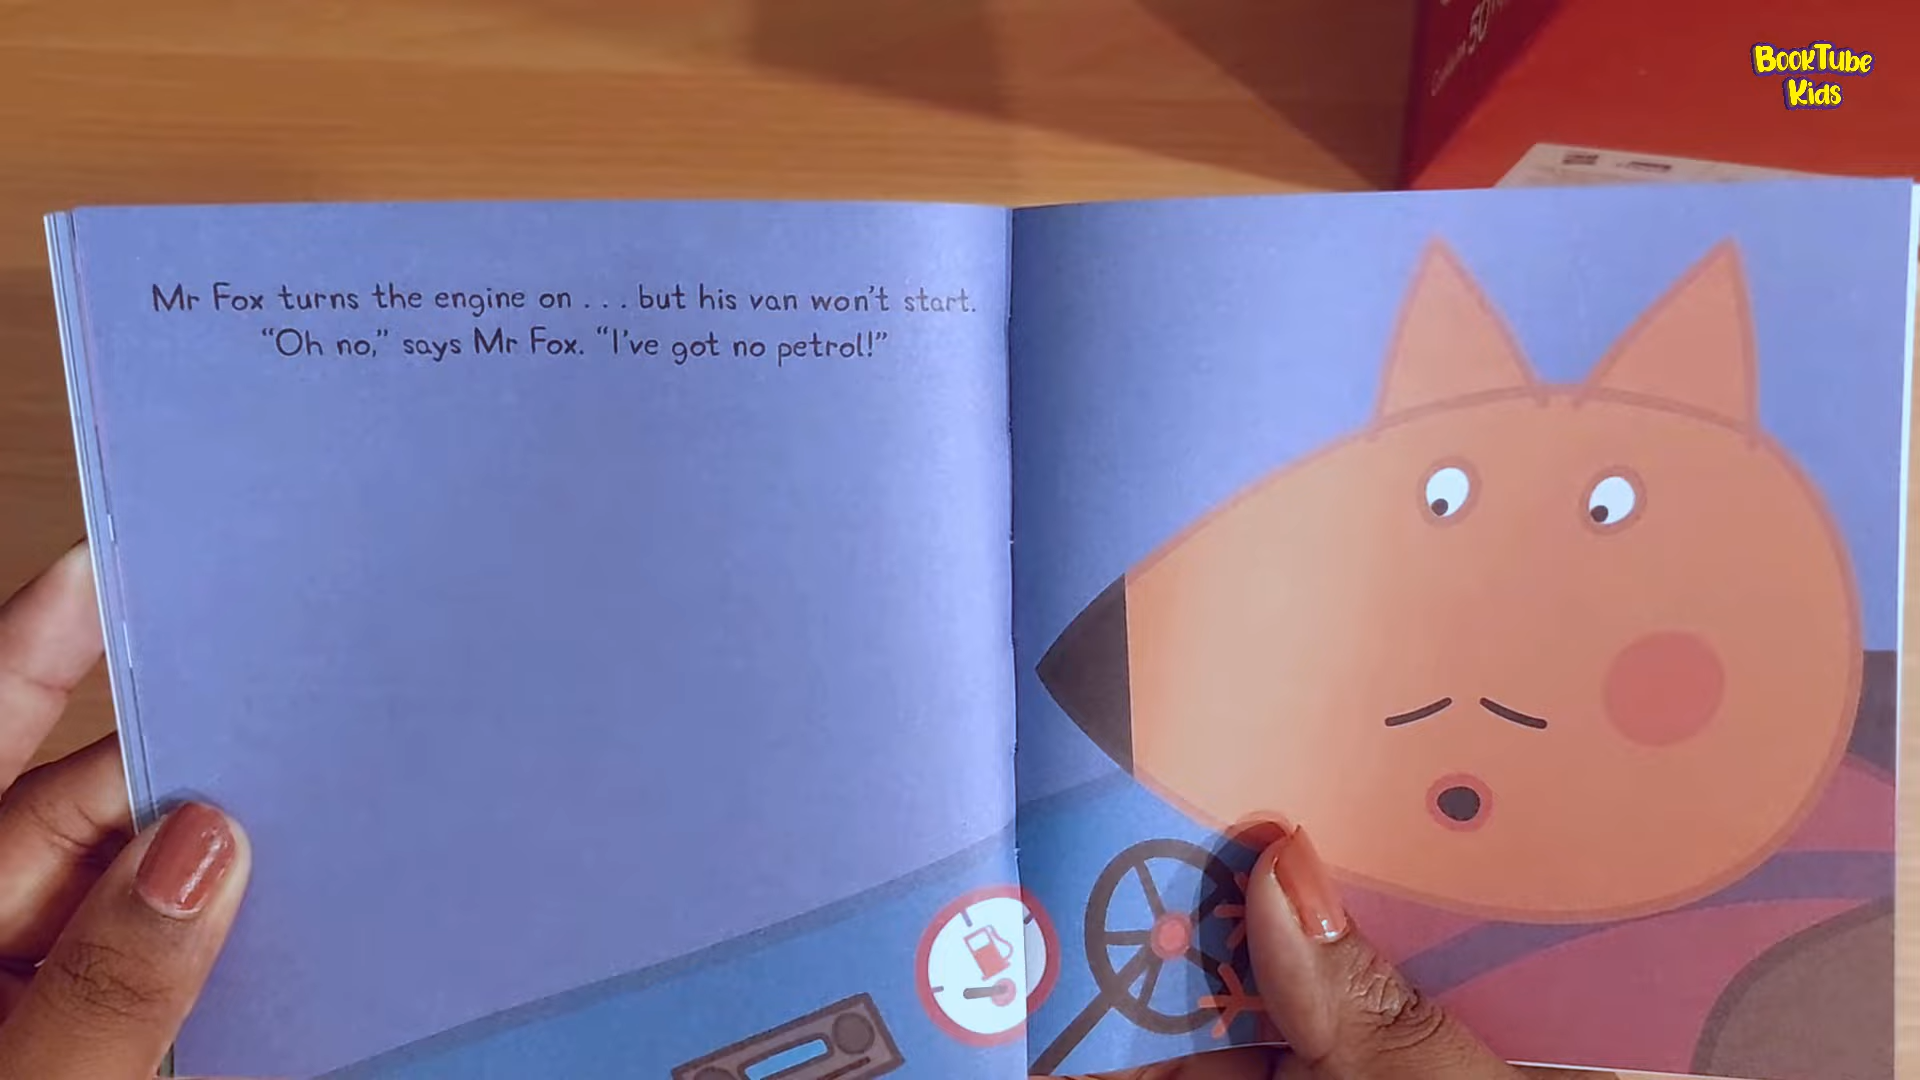 BookTube
Kids
50
Mr Fox turns the engine on . . . but his van won't start.
“Oh no,” says Mr Fox. “I've got no petrol!”